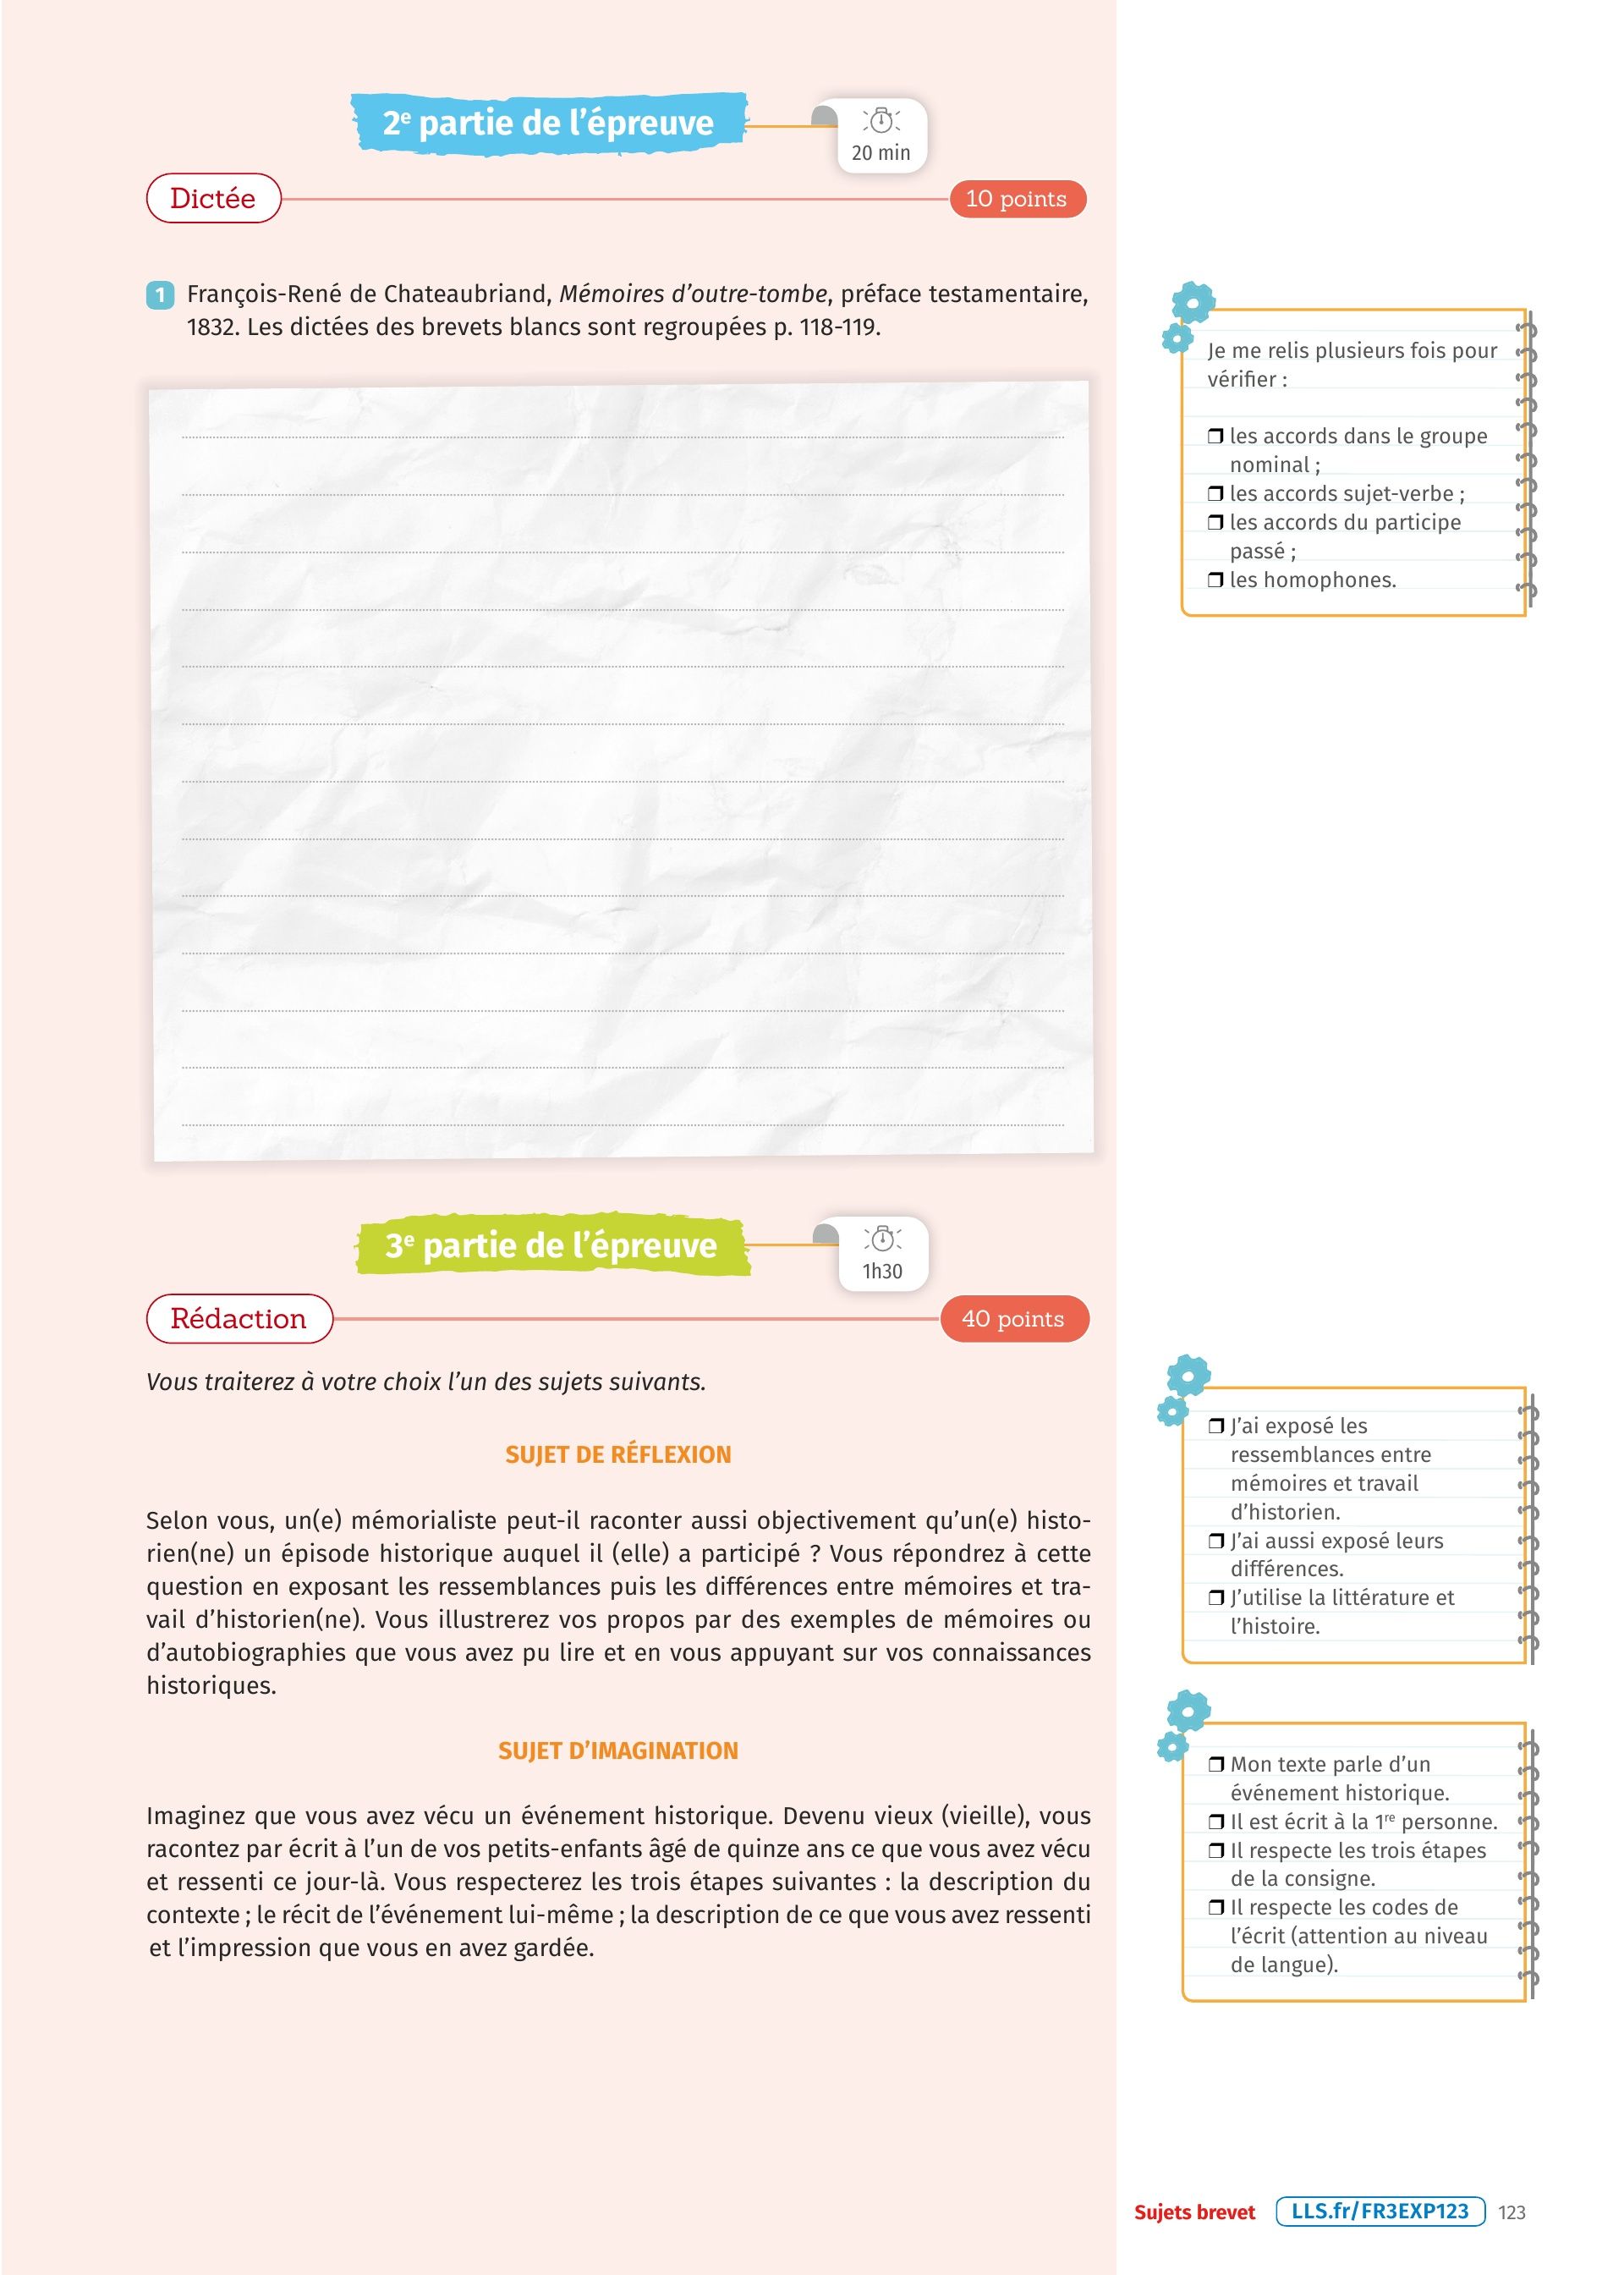 2e partie de l’épreuve
20 min
Dictée
10 points
1 François-René de Chateaubriand, Mémoires d’outre-tombe, préface testamentaire,
1832. Les dictées des brevets blancs sont regroupées p. 118-119.
Je me relis plusieurs fois pour
vérifier :
❐ les accords dans le groupe
nominal ;
❐ les accords sujet-verbe ;
❐ les accords du participe
passé ;
❐ les homophones.
3e partie de l’épreuve
1h30
Rédaction
40 points
Vous traiterez à votre choix l’un des sujets suivants.
SUJET DE RÉFLEXION
Selon vous, un(e) mémorialiste peut-il raconter aussi objectivement qu’un(e) histo-
rien(ne) un épisode historique auquel il (elle) a participé ? Vous répondrez à cette
question en exposant les ressemblances puis les différences entre mémoires et tra-
vail d’historien(ne). Vous illustrerez vos propos par des exemples de mémoires ou
d’autobiographies que vous avez pu lire et en vous appuyant sur vos connaissances
historiques.
❐ J’ai exposé les
ressemblances entre
mémoires et travail
d’historien.
❐ J’ai aussi exposé leurs
différences.
❐ J’utilise la littérature et
l’histoire.
SUJET D’IMAGINATION
Imaginez que vous avez vécu un événement historique. Devenu vieux (vieille), vous
racontez par écrit à l’un de vos petits-enfants âgé de quinze ans ce que vous avez vécu
et ressenti ce jour-là. Vous respecterez les trois étapes suivantes : la description du
contexte ; le récit de l’événement lui-même ; la description de ce que vous avez ressenti
et l’impression que vous en avez gardée.
❐ Mon texte parle d’un
événement historique.
❐ Il est écrit à la 1re personne.
❐ Il respecte les trois étapes
de la consigne.
❐ Il respecte les codes de
l’écrit (attention au niveau
de langue).
Sujets brevet LLS.fr/FR3EXP123 123